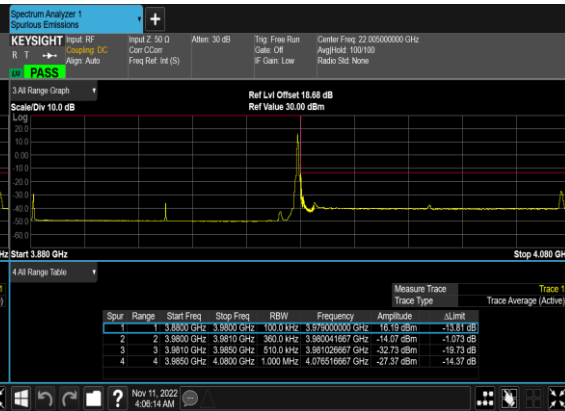 Spectrum Analyzer 1
Spurious Emissions
KEYSIGHT Input: RF Input Z: 50 Ω Atten: 30 dB Trig: Free Run Center Freq: 22.005000000 GHz
R T Coupling: DC Corr CCorr Gate: Off Avg|Hold: 100/100
Align: Auto Freq Ref: Int (S) IF Gain: Low Radio Std: None
PASS
3 All Range Graph
Ref Lvl Offset 18.68 dB
Scale/Div 10.0 dB Ref Value 30.00 dBm
Log
20.0
10.0
0.00
-10.0
-20.0
-30.0
-40.0
-50.0
-60.0
Hz Start 3.880 GHz Stop 4.080 GHz
4 All Range Table
Measure Trace Trace 1
Trace Type Trace Average (Active)
Spur Range Start Freq Stop Freq RBW Frequency Amplitude ΔLimit
1 1 3.8800 GHz 3.9800 GHz 100.0 kHz 3.979000000 GHz 16.19 dBm -13.81 dB
2 2 3.9800 GHz 3.9810 GHz 360.0 kHz 3.980041667 GHz -14.07 dBm -1.073 dB
3 3 3.9810 GHz 3.9850 GHz 510.0 kHz 3.981026667 GHz -32.73 dBm -19.73 dB
4 4 3.9850 GHz 4.0800 GHz 1.000 MHz 4.076516667 GHz -27.37 dBm -14.37 dB
Nov 11, 2022
4:06:14 AM